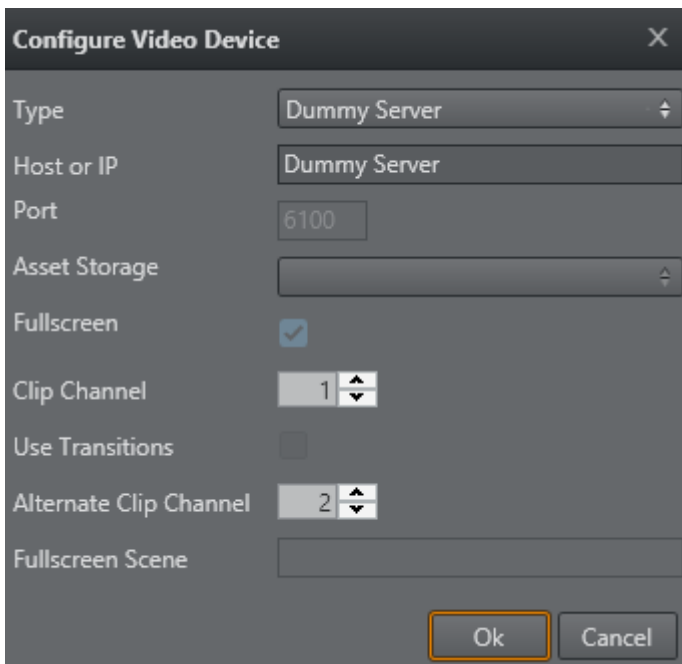 Configure Video Device X
Type Dummy Server
Host or IP Dummy Server
Port 6100
Asset Storage
Fullscreen
Clip Channel 1
Use Transitions
Alternate Clip Channel 2
Fullscreen Scene
Ok Cancel